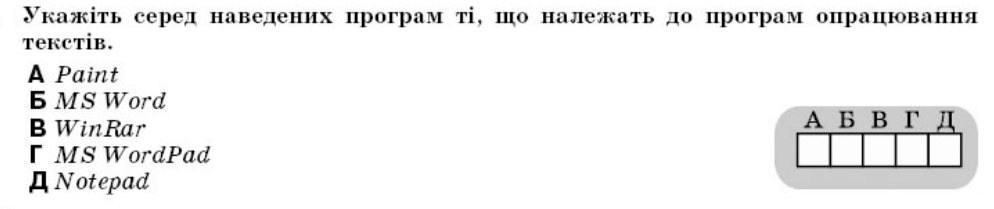 Укажіть серед наведених програм ті, що належать до програм опрацювання
текстів.
А Paint
Б MS Word
В WinRar
Г MS WordPad
Д Notepad
А Б В Г Д